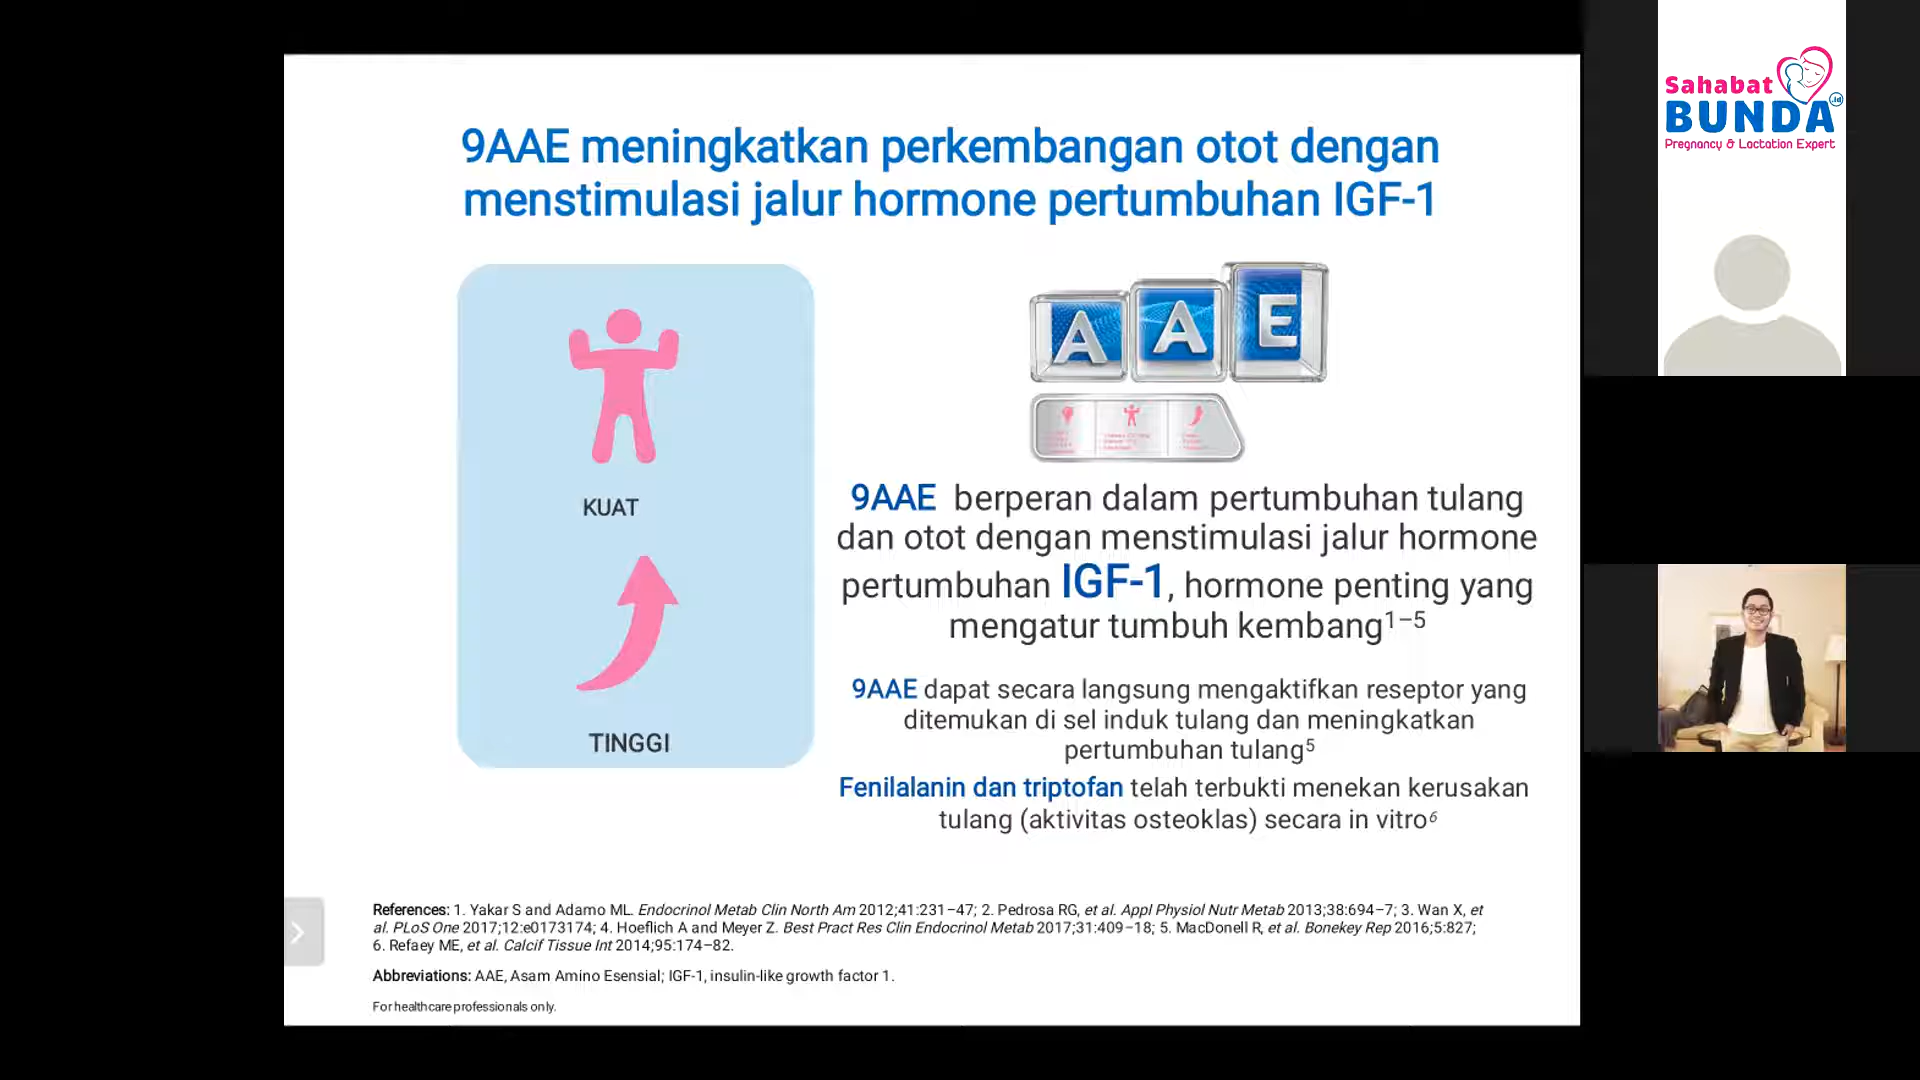 9AAE meningkatkan perkembangan otot dengan
menstimulasi jalur hormone pertumbuhan IGF-1
KUAT
TINGGI
A A E
9AAE berperan dalam pertumbuhan tulang
dan otot dengan menstimulasi jalur hormone
pertumbuhan IGF-1, hormone penting yang
mengatur tumbuh kembang1–5
9AAE dapat secara langsung mengaktifkan reseptor yang
ditemukan di sel induk tulang dan meningkatkan
pertumbuhan tulang5
Fenilalanin dan triptofan telah terbukti menekan kerusakan
tulang (aktivitas osteoklas) secara in vitro6
References: 1. Yakar S and Adamo ML. Endocrinol Metab Clin North Am 2012;41:231–47; 2. Pedrosa RG, et al. Appl Physiol Nutr Metab 2013;38:694–7; 3. Wan X, et
al. PLoS One 2017;12:e0173174; 4. Hoeflich A and Meyer Z. Best Pract Res Clin Endocrinol Metab 2017;31:409–18; 5. MacDonell R, et al. Bonekey Rep 2016;5:827;
6. Refaey ME, et al. Calcif Tissue Int 2014;95:174–82.
Abbreviations: AAE, Asam Amino Esensial; IGF-1, insulin-like growth factor 1.
For healthcare professionals only.
Sahabat
BUNDA.id
Pregnancy & Lactation Expert